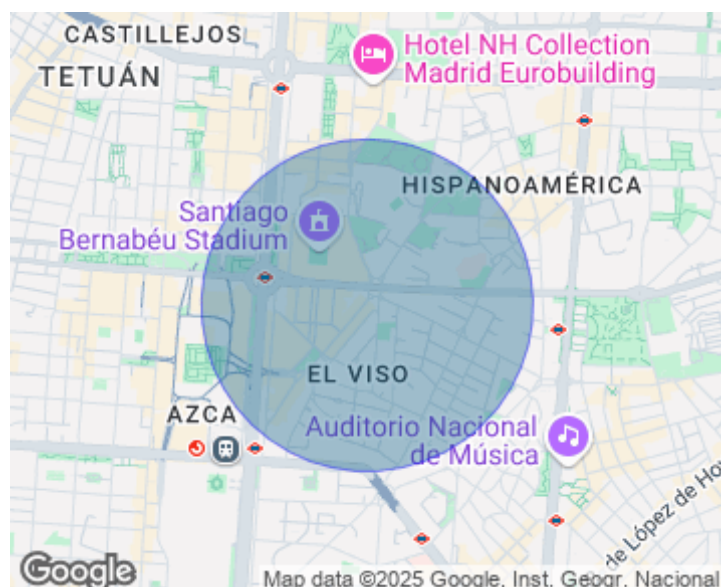 CASTILLEJOS
TETUÁN
Hotel NH Collection
Madrid Eurobuilding
HISPANOAMÉRICA
Santiago
Bernabéu Stadium
EL VISO
AZCA
Auditorio Nacional
de Música
de López de Ho
Google
Map data ©2025 Google, Inst. Geogr. Nacional